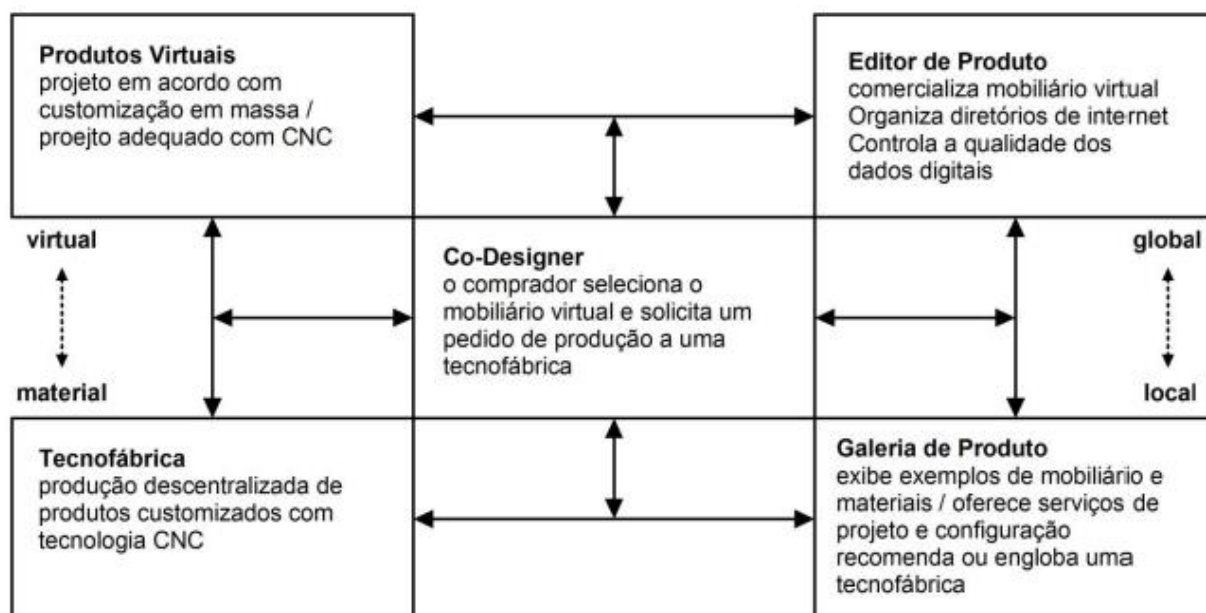 Produtos Virtuais
projeto em acordo com
customização em massa /
proejto adequado com CNC
Editor de Produto
comercializa mobiliário virtual
Organiza diretórios de internet
Controla a qualidade dos
dados digitais
virtual
material
Co-Designer
o comprador seleciona o
mobiliário virtual e solicita um
pedido de produção a uma
tecnofábrica
global
local
Tecnofábrica
produção descentralizada de
produtos customizados com
tecnologia CNC
Galeria de Produto
exibe exemplos de mobiliário e
materiais / oferece serviços de
projeto e configuração
recomenda ou engloba uma
tecnofábrica